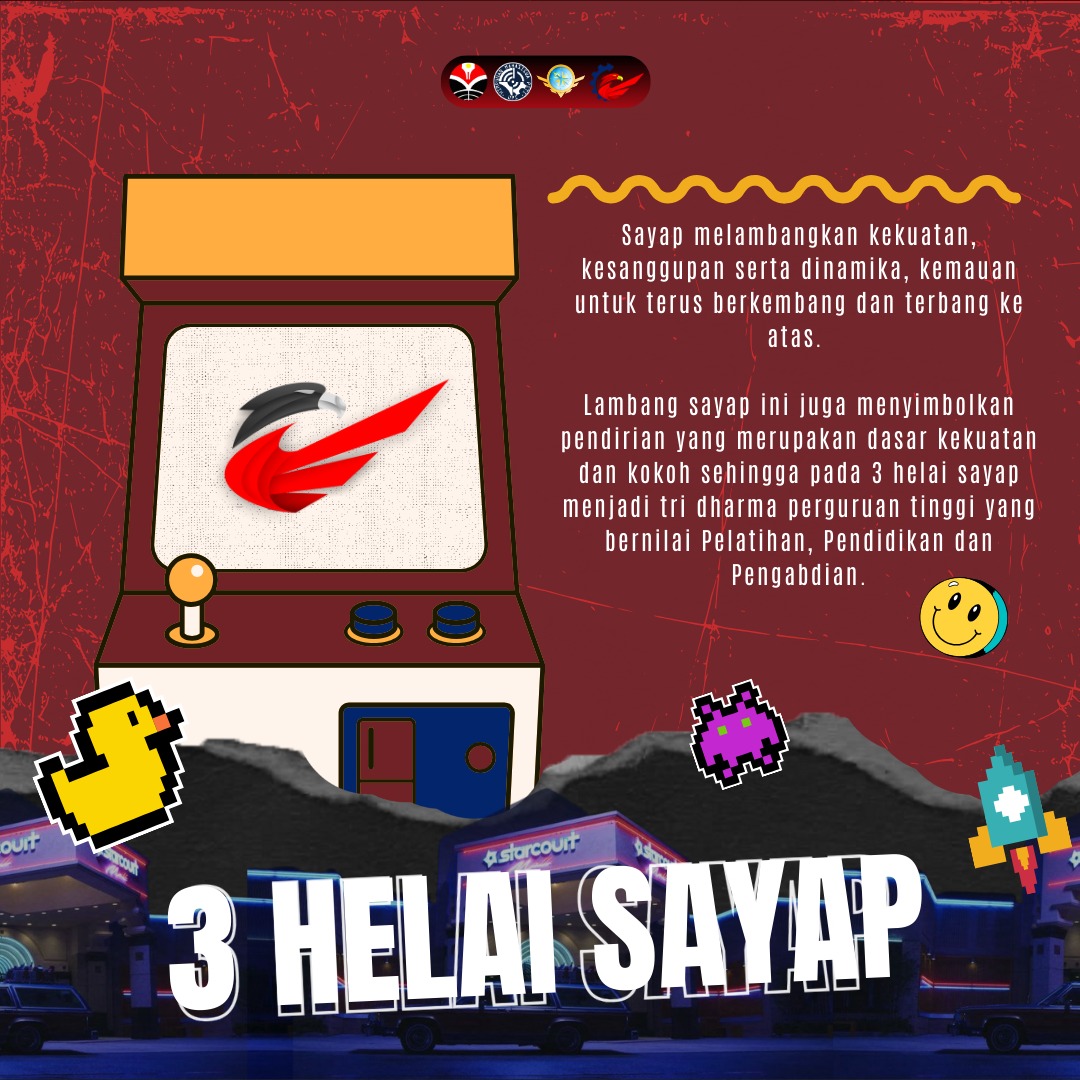 Sayap melambangkan kekuatan,
kesanggupan serta dinamika, kemauan
untuk terus berkembang dan terbang ke
atas.
Lambang sayap ini juga menyimbolkan
pendirian yang merupakan dasar kekuatan
dan kokoh sehingga pada 3 helai sayap
menjadi tri dharma perguruan tinggi yang
bernilai Pelatihan, Pendidikan dan
Pengabdian.
starcourt
starcourt
3 HELAI SAYAP